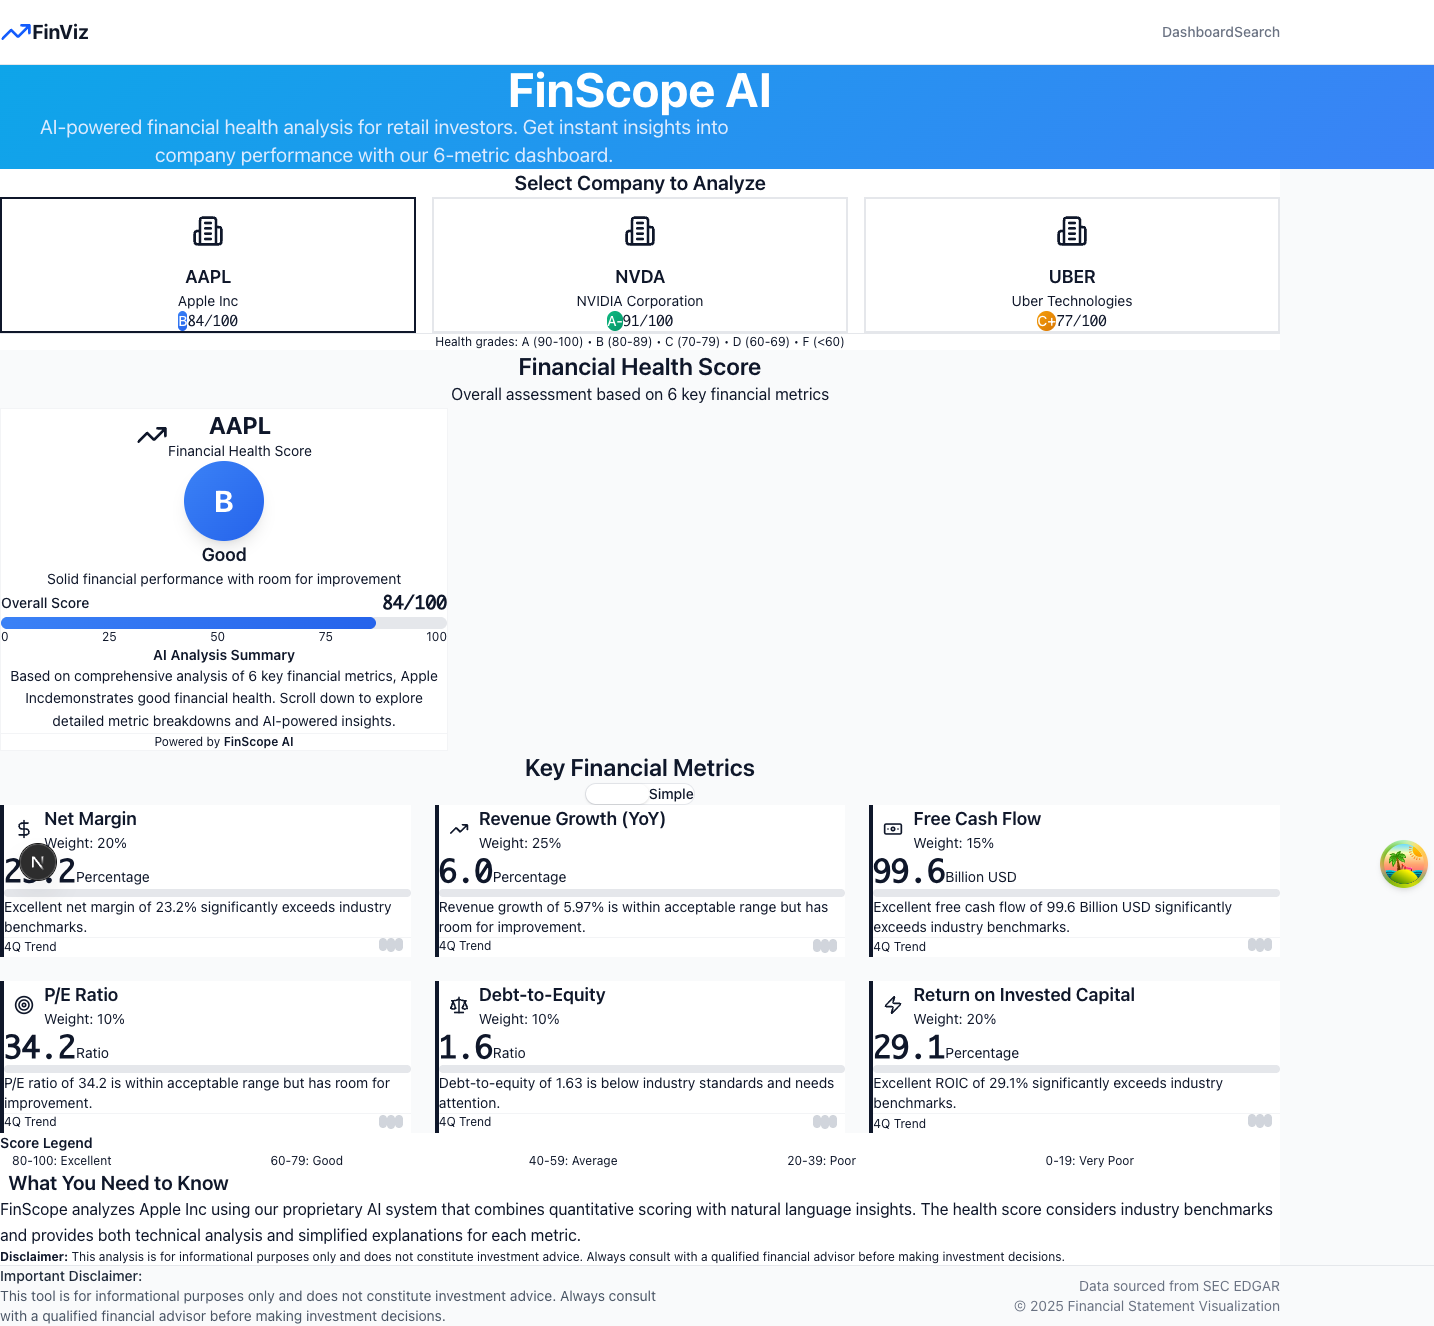 FinViz
Dashboard Search
FinScope AI
AI-powered financial health analysis for retail investors. Get instant insights into
company performance with our 6-metric dashboard.
Select Company to Analyze
AAPL
Apple Inc
B 84/100
NVDA
NVIDIA Corporation
A- 91/100
UBER
Uber Technologies
C+ 77/100
Health grades: A (90-100) • B (80-89) • C (70-79) • D (60-69) • F (<60)
Financial Health Score
Overall assessment based on 6 key financial metrics
AAPL
Financial Health Score
B
Good
Solid financial performance with room for improvement
Overall Score 84/100
0 25 50 75 100
AI Analysis Summary
Based on comprehensive analysis of 6 key financial metrics, Apple
Incdemonstrates good financial health. Scroll down to explore
detailed metric breakdowns and AI-powered insights.
Powered by FinScope AI
Key Financial Metrics
Simple
Net Margin
Weight: 20%
N
Percentage
Excellent net margin of 23.2% significantly exceeds industry
benchmarks.
4Q Trend
Revenue Growth (YoY)
Weight: 25%
6.0 Percentage
Revenue growth of 5.97% is within acceptable range but has
room for improvement.
4Q Trend
Free Cash Flow
Weight: 15%
99.6 Billion USD
Excellent free cash flow of 99.6 Billion USD significantly
exceeds industry benchmarks.
4Q Trend
P/E Ratio
Weight: 10%
34.2 Ratio
P/E ratio of 34.2 is within acceptable range but has room for
improvement.
4Q Trend
Debt-to-Equity
Weight: 10%
1.6 Ratio
Debt-to-equity of 1.63 is below industry standards and needs
attention.
4Q Trend
Return on Invested Capital
Weight: 20%
29.1 Percentage
Excellent ROIC of 29.1% significantly exceeds industry
benchmarks.
4Q Trend
Score Legend
80-100: Excellent 60-79: Good 40-59: Average 20-39: Poor 0-19: Very Poor
What You Need to Know
FinScope analyzes Apple Inc using our proprietary AI system that combines quantitative scoring with natural language insights. The health score considers industry benchmarks
and provides both technical analysis and simplified explanations for each metric.
Disclaimer: This analysis is for informational purposes only and does not constitute investment advice. Always consult with a qualified financial advisor before making investment decisions.
Important Disclaimer:
This tool is for informational purposes only and does not constitute investment advice. Always consult
with a qualified financial advisor before making investment decisions.
Data sourced from SEC EDGAR
© 2025 Financial Statement Visualization